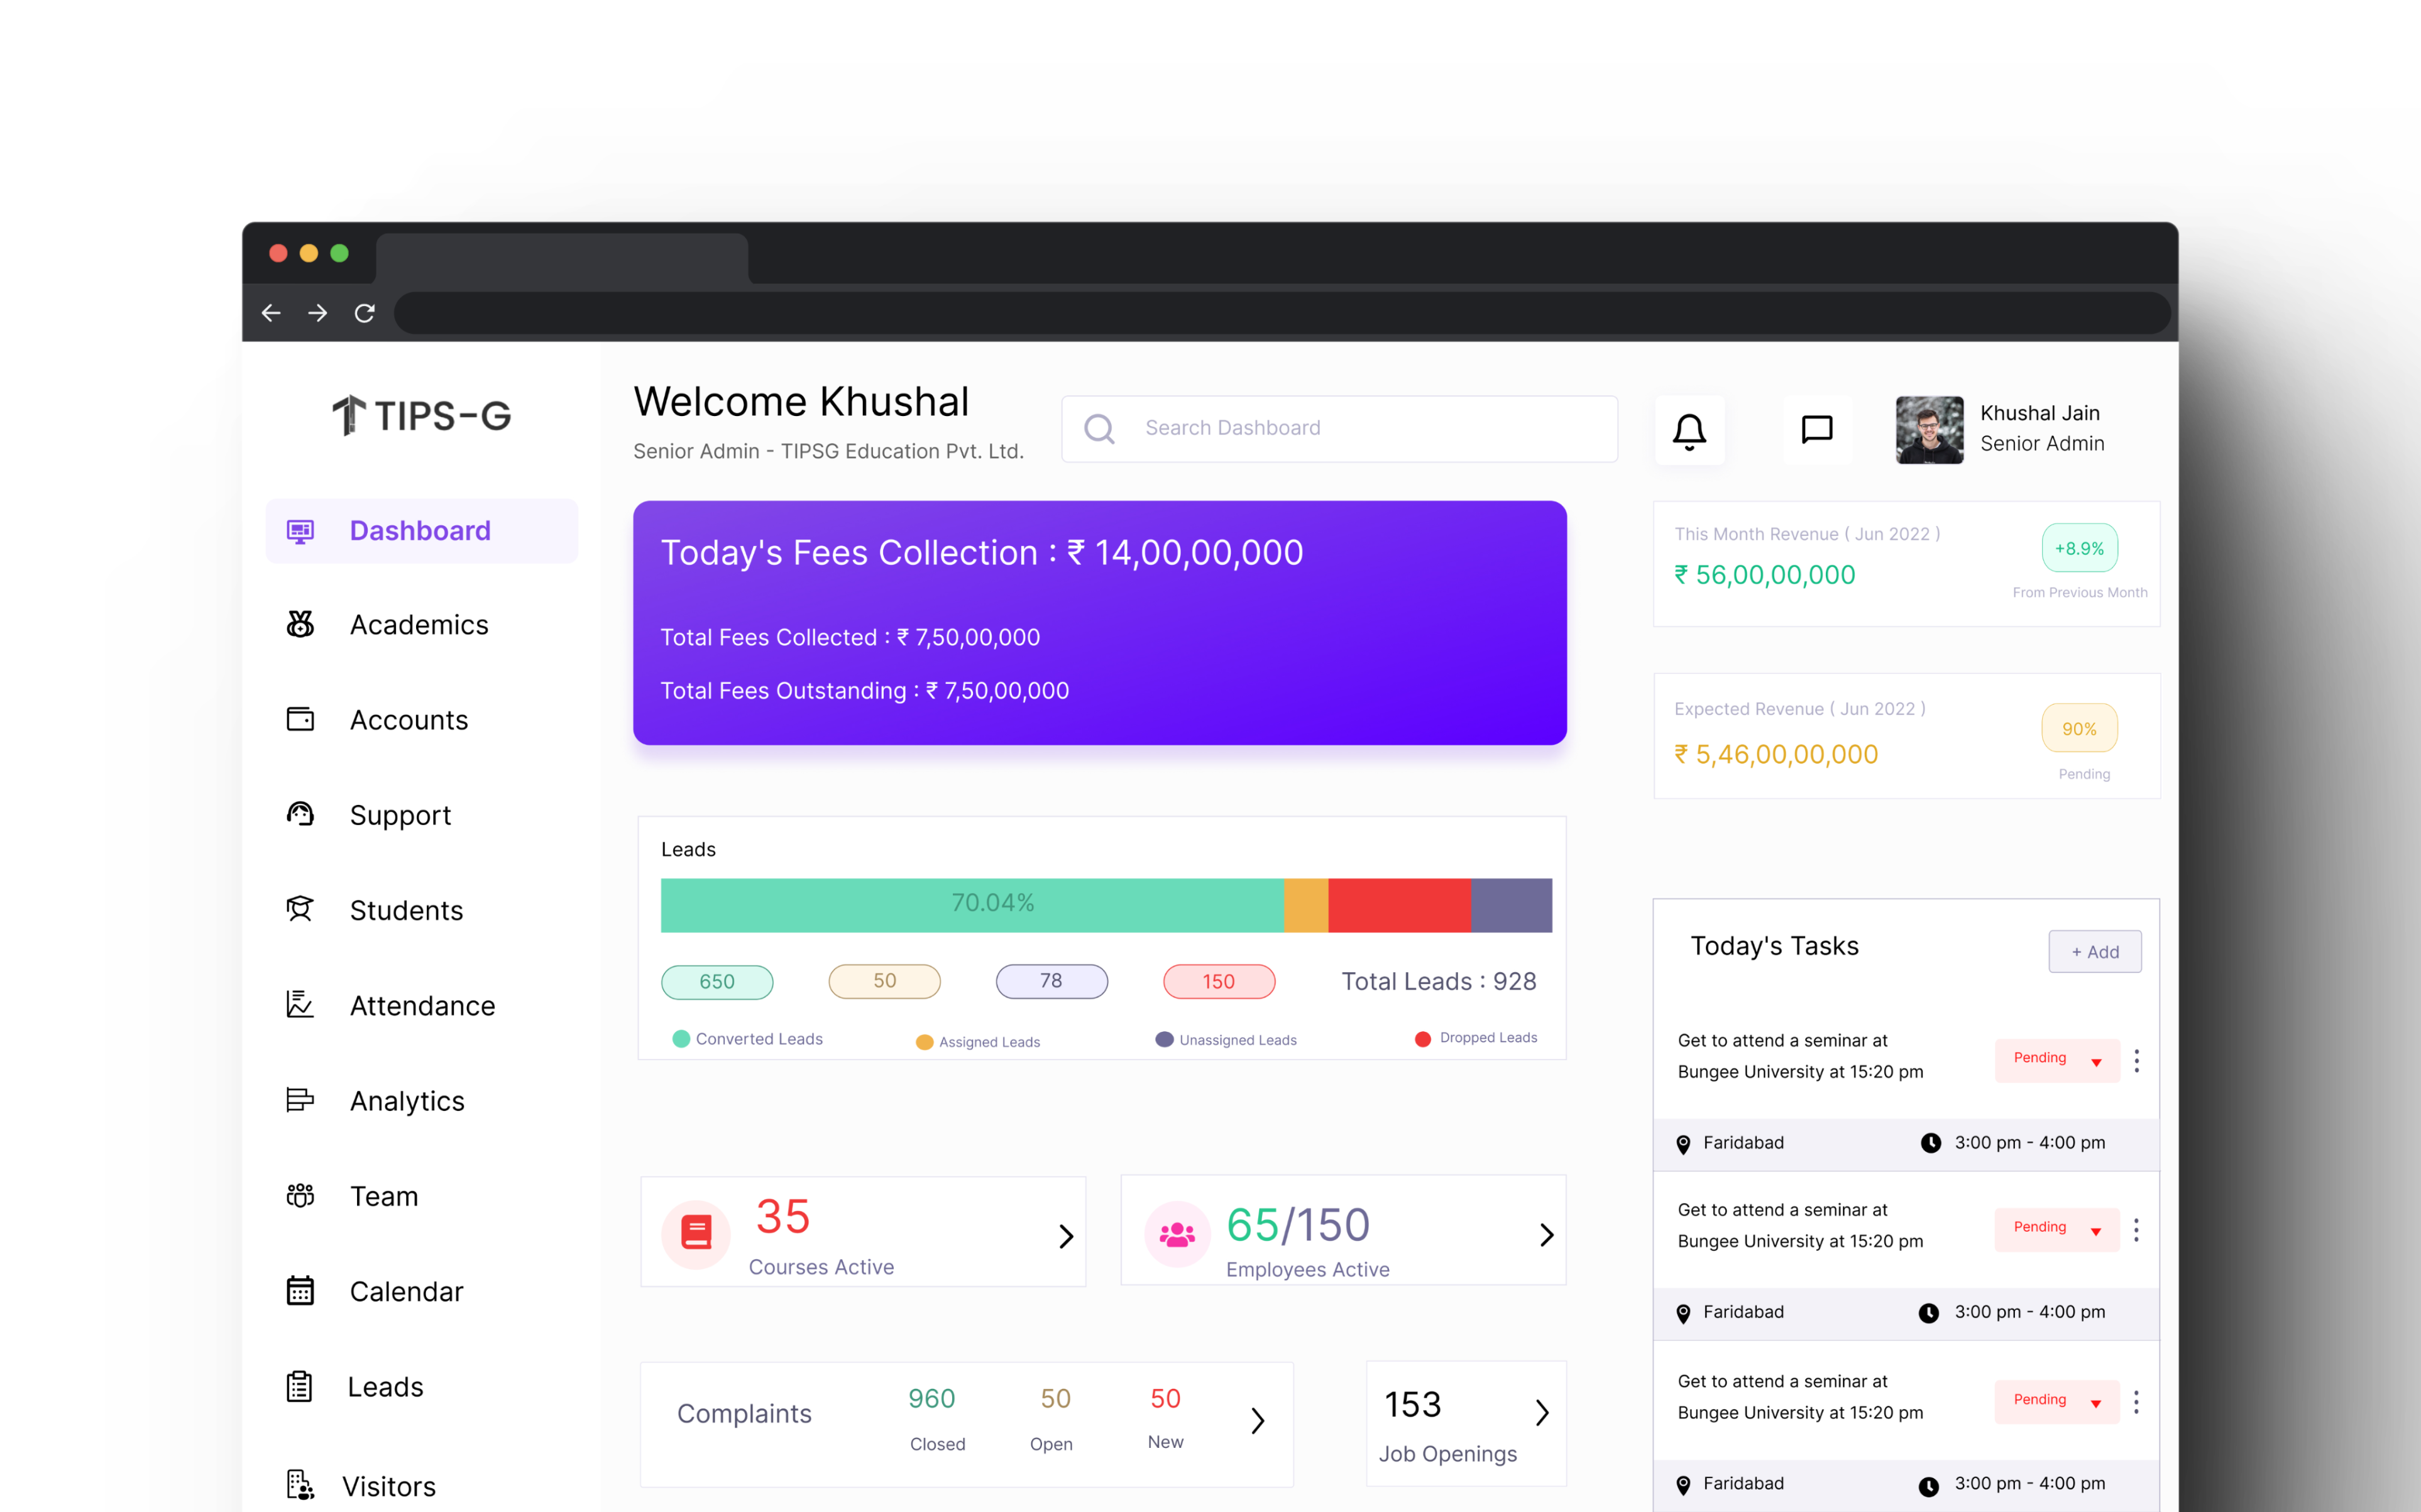 TIPS-G
Dashboard
Academics
Accounts
Support
Students
Attendance
Analytics
Team
Calendar
Leads
Visitors
Welcome Khushal
Senior Admin - TIPSG Education Pvt. Ltd.
Search Dashboard
Khushal Jain
Senior Admin
Today's Fees Collection : ₹ 14,00,00,000
Total Fees Collected : ₹ 7,50,00,000
Total Fees Outstanding : ₹ 7,50,00,000
This Month Revenue ( Jun 2022 )
₹ 56,00,00,000
+8.9%
From Previous Month
Expected Revenue ( Jun 2022 )
₹ 5,46,00,00,000
90%
Pending
Leads
70.04%
650 50 78 150 Total Leads : 928
Converted Leads Assigned Leads Unassigned Leads Dropped Leads
35
Courses Active
65/150
Employees Active
Complaints
960 50 50
Closed Open New
153
Job Openings
Today's Tasks
+ Add
Get to attend a seminar at
Bungee University at 15:20 pm
Pending
Faridabad 3:00 pm - 4:00 pm
Get to attend a seminar at
Bungee University at 15:20 pm
Pending
Faridabad 3:00 pm - 4:00 pm
Get to attend a seminar at
Bungee University at 15:20 pm
Pending
Faridabad 3:00 pm - 4:00 pm